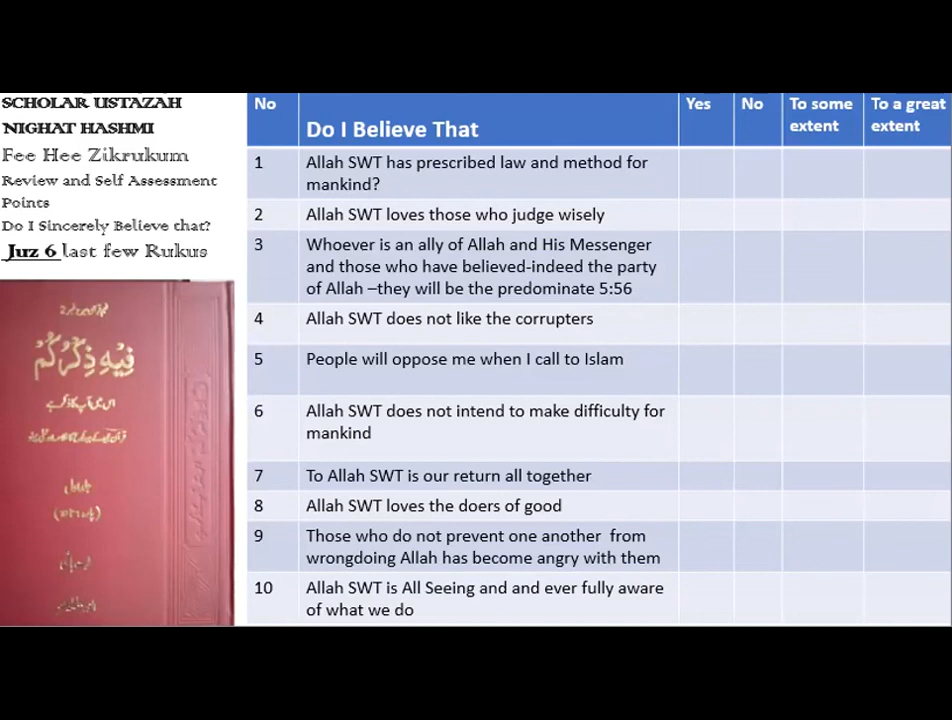 SCHOLAR USTAZAH
NIGHAT HASHMI
Fee Hee Zikrukum
Review and Self Assessment
Points
Do I Sincerely Believe that?
Juz 6 last few Rukus
فِيْهِ ذِكْرُكُمْ
No
Do I Believe That
Yes
No
To some
extent
To a great
extent
1
Allah SWT has prescribed law and method for
mankind?
2
Allah SWT loves those who judge wisely
3
Whoever is an ally of Allah and His Messenger
and those who have believed-indeed the party
of Allah –they will be the predominate 5:56
4
Allah SWT does not like the corrupters
5
People will oppose me when I call to Islam
6
Allah SWT does not intend to make difficulty for
mankind
7
To Allah SWT is our return all together
8
Allah SWT loves the doers of good
9
Those who do not prevent one another from
wrongdoing Allah has become angry with them
10
Allah SWT is All Seeing and and ever fully aware
of what we do